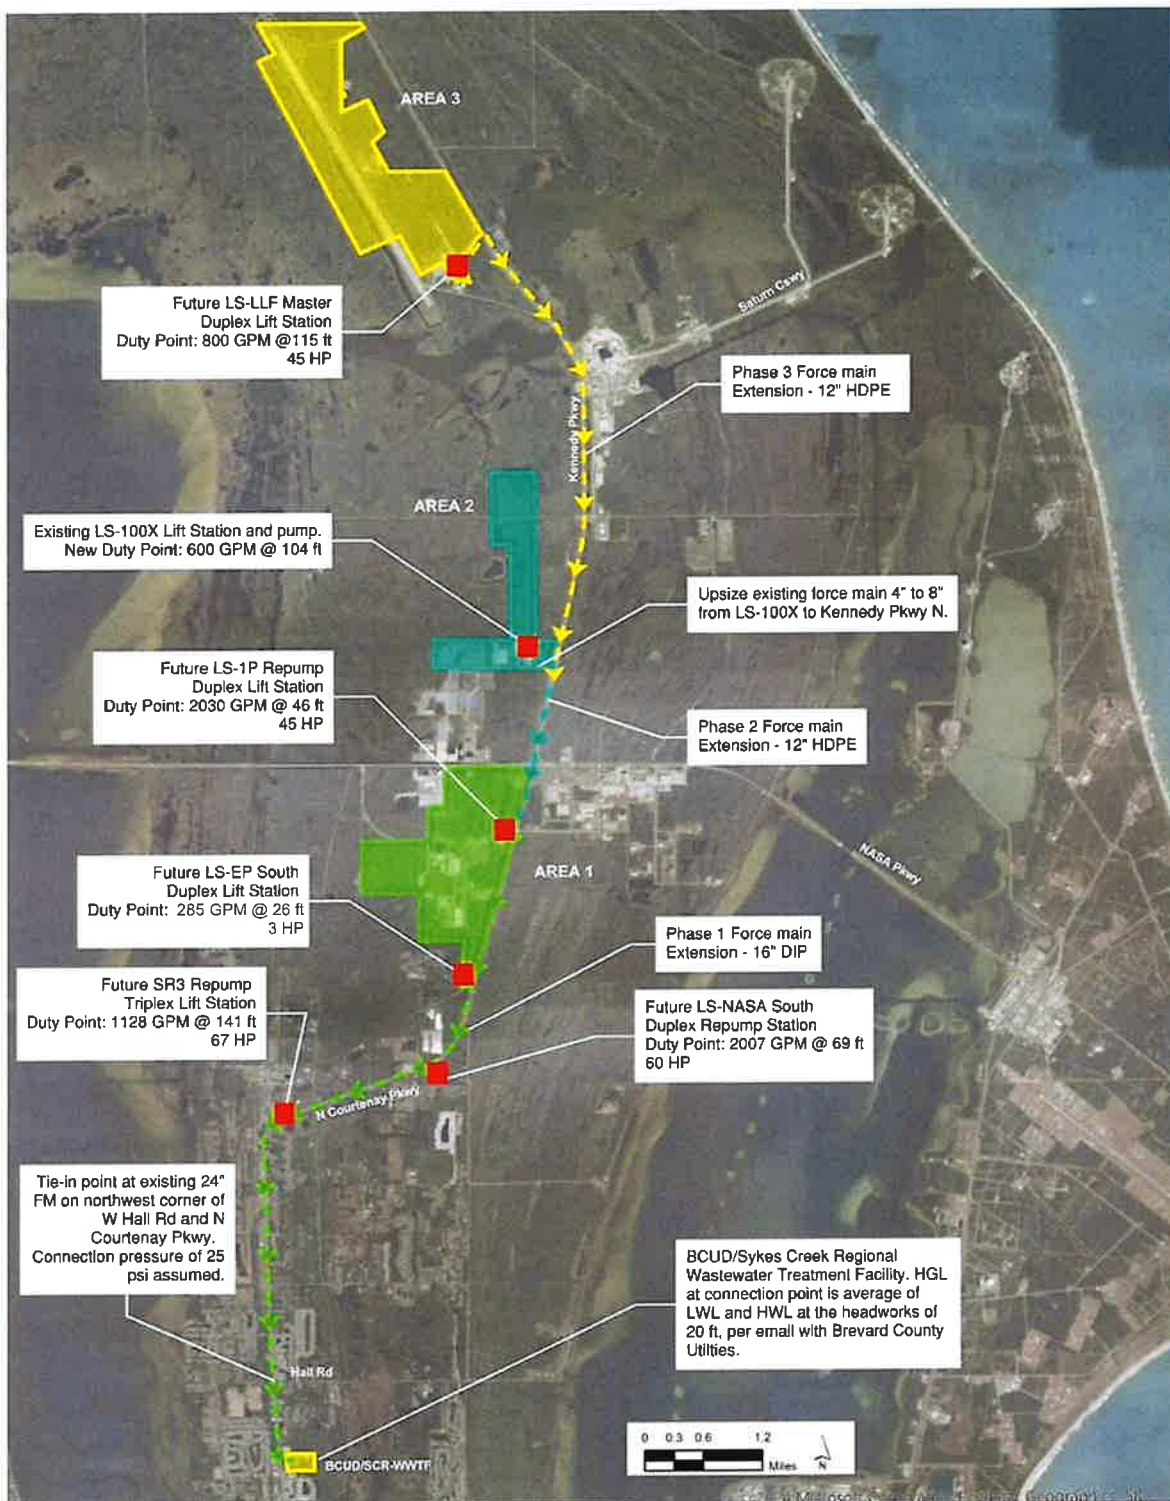 AREA 3
Future LS-LLF Master
Duplex Lift Station
Duty Point: 800 GPM @115 ft
45 HP
Saturn Cswy
Phase 3 Force main
Extension - 12" HDPE
Kennedy Pkwy
AREA 2
Existing LS-100X Lift Station and pump.
New Duty Point: 600 GPM @ 104 ft
Upsize existing force main 4" to 8"
from LS-100X to Kennedy Pkwy N.
Future LS-1P Repump
Duplex Lift Station
Duty Point: 2030 GPM @ 46 ft
45 HP
Phase 2 Force main
Extension - 12" HDPE
NASA Pkwy
AREA 1
Future LS-EP South
Duplex Lift Station
Duty Point: 285 GPM @ 26 ft
3 HP
Phase 1 Force main
Extension - 16" DIP
Future SR3 Repump
Triplex Lift Station
Duty Point: 1128 GPM @ 141 ft
67 HP
Future LS-NASA South
Duplex Repump Station
Duty Point: 2007 GPM @ 69 ft
60 HP
N Courtenay Pkwy
Tie-in point at existing 24"
FM on northwest corner of
W Hall Rd and N
Courtenay Pkwy.
Connection pressure of 25
psi assumed.
BCUD/Sykes Creek Regional
Wastewater Treatment Facility. HGL
at connection point is average of
LWL and HWL at the headworks of
20 ft, per email with Brevard County
Utilties.
Hall Rd
BCUD/SCR-WWTF
0 0.3 0.6 1.2
Miles
N
Microsoft